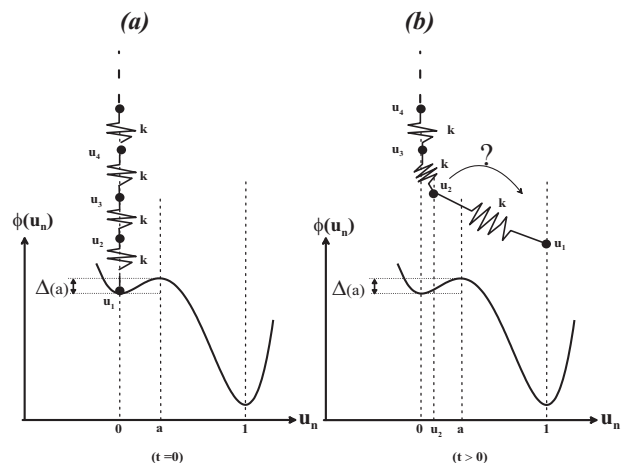 (a)
k
u4
k
u3
k
u2
k
ϕ(un)
Δ(a)
u1
0 a 1 un
(t =0)
(b)
u4
k
u3
k
?
u2
k
u1
ϕ(un)
Δ(a)
0 u2 a 1 un
(t > 0)